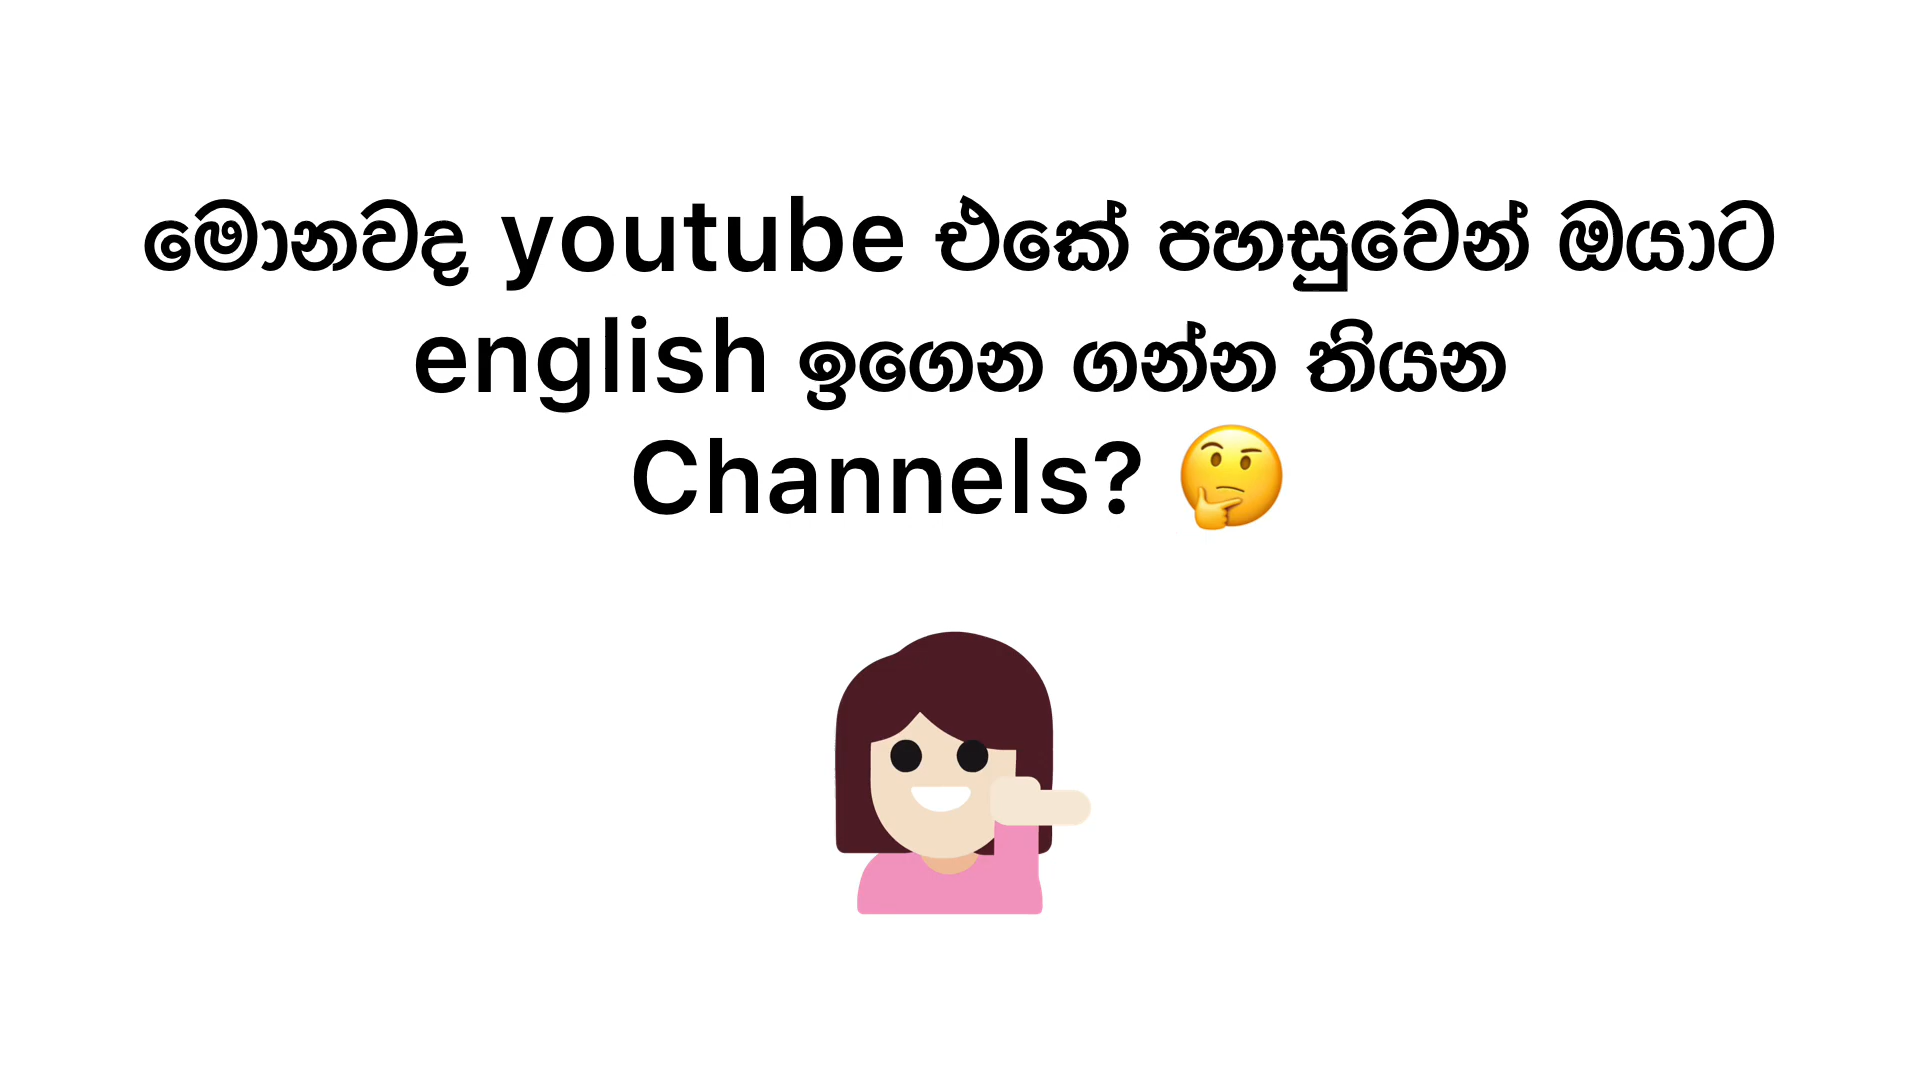 මොනවද youtube එකේ පහසුවෙන් ඔයාට
english ඉගෙන ගන්න තියන
Channels? 🤔